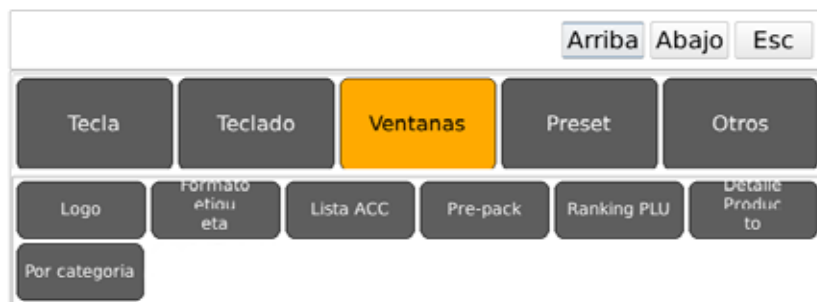 Arriba Abajo Esc
Tecla Teclado Ventanas Preset Otros
Logo Formato etiqu eta Lista ACC Pre-pack Ranking PLU Detalle Produc to
Por categoria